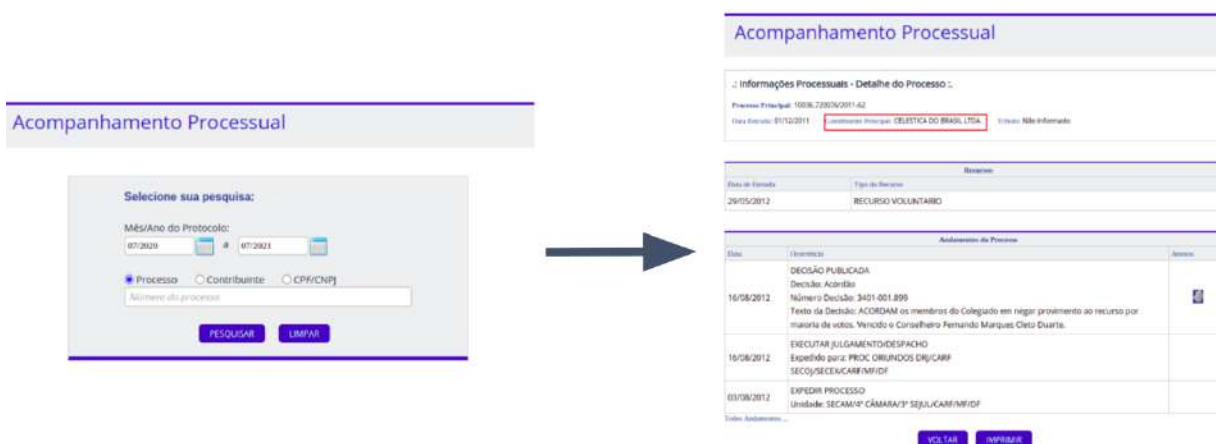 Acompanhamento Processual
Selecione sua pesquisa:
Mês/Ano do Protocolo:
07/2020 a 07/2021
Processo Contribuinte CPF/CNPJ
Número do processo
PESQUISAR LIMPAR
Acompanhamento Processual
.: Informações Processuais - Detalhe do Processo :.
Processo Principal: 10036.720076/2011-62
Data Entrada: 01/12/2011 Contribuinte Principal: CELESTICA DO BRASIL LTDA. Tributo: Não Informado
Recursos
Data de Entrada Tipo do Recurso
29/05/2012 RECURSO VOLUNTARIO
Andamentos do Processo
Data Ocorrência Anexos
DECISÃO PUBLICADA
Decisão: Acórdão
16/08/2012 Número Decisão: 3401-001.899
Texto da Decisão: ACORDAM os membros do Colegiado em negar provimento ao recurso por
maioria de votos. Vencido o Conselheiro Fernando Marques Cleto Duarte.
EXECUTAR JULGAMENTO/DESPACHO
16/08/2012 Expedido para: PROC ORIUNDOS DRJ/CARF
SECOJ/SECEX/CARF/MF/DF
EXPEDIR PROCESSO
03/08/2012 Unidade: SECAM/4ª CÂMARA/3ª SEJUL/CARF/MF/DF
Todos Andamentos ...
VOLTAR IMPRIMIR